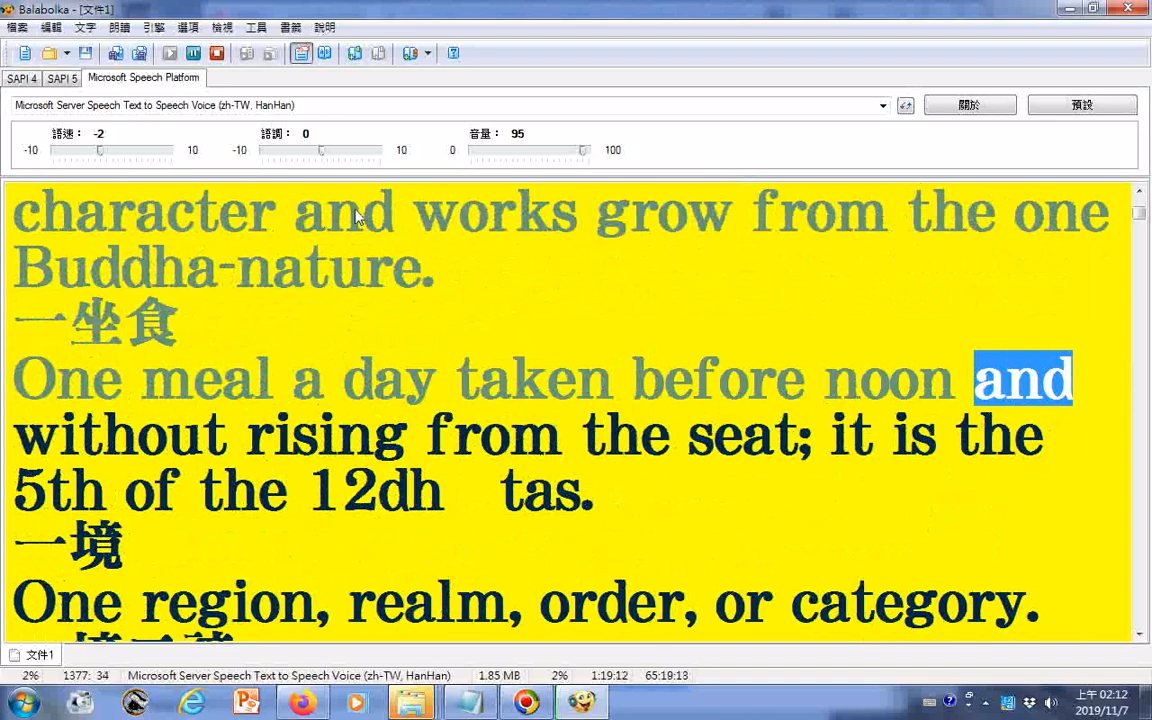 Balabolka - [文件1]
檔案 編輯 文字 朗讀 引擎 選項 檢視 工具 書籤 說明
SAPI 4 SAPI 5 Microsoft Speech Platform
Microsoft Server Speech Text to Speech Voice (zh-TW, HanHan) 關於 預設
語速： -2 語調： 0 音量： 95
-10 10 -10 10 0 100
character and works grow from the one
Buddha-nature.
一坐食
One meal a day taken before noon and
without rising from the seat; it is the
5th of the 12dh tas.
一境
One region, realm, order, or category.
文件1
2% 1377: 34 Microsoft Server Speech Text to Speech Voice (zh-TW, HanHan) 1.85 MB 2% 1:19:12 65:19:13
上午 02:12
2019/11/7